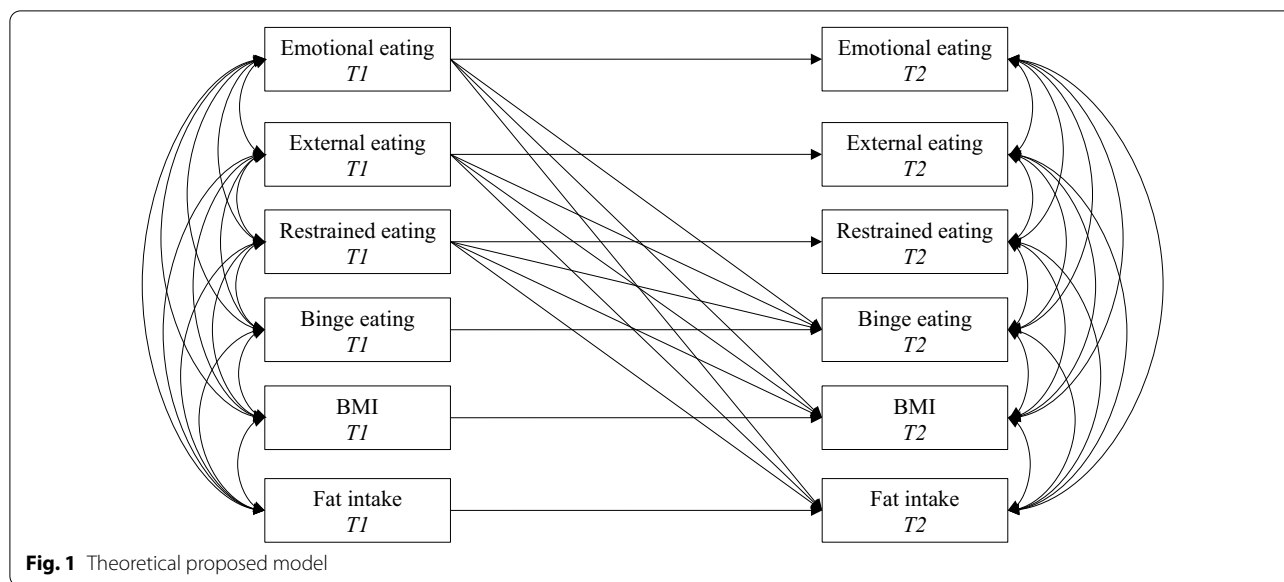 Emotional eating
T1
Emotional eating
T2
External eating
T1
External eating
T2
Restrained eating
T1
Restrained eating
T2
Binge eating
T1
Binge eating
T2
BMI
T1
BMI
T2
Fat intake
T1
Fat intake
T2
Fig. 1 Theoretical proposed model